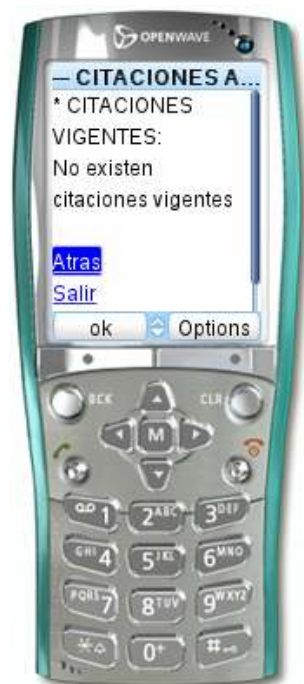 OPENWAVE
— CITACIONES A...
* CITACIONES
VIGENTES:
No existen
citaciones vigentes
Atras
Salir
ok Options
BCK CLR
M
1 2ABC 3DEF
GHI 4 5JKL 6MNO
PQRS 7 8TUV 9WXYZ
* 0+ #